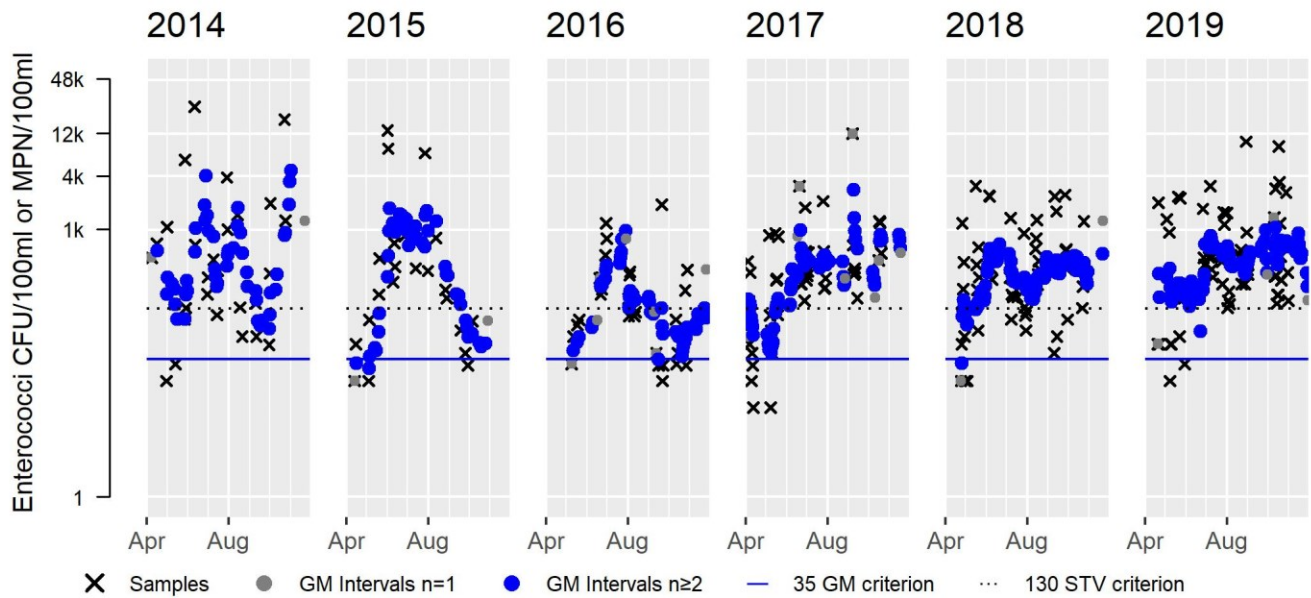 2014 2015 2016 2017 2018 2019
Enterococci CFU/100ml or MPN/100ml
48k
12k
4k
1k
1
Apr Aug Apr Aug Apr Aug Apr Aug Apr Aug Apr Aug
Samples GM Intervals n=1 GM Intervals n≥2 35 GM criterion 130 STV criterion